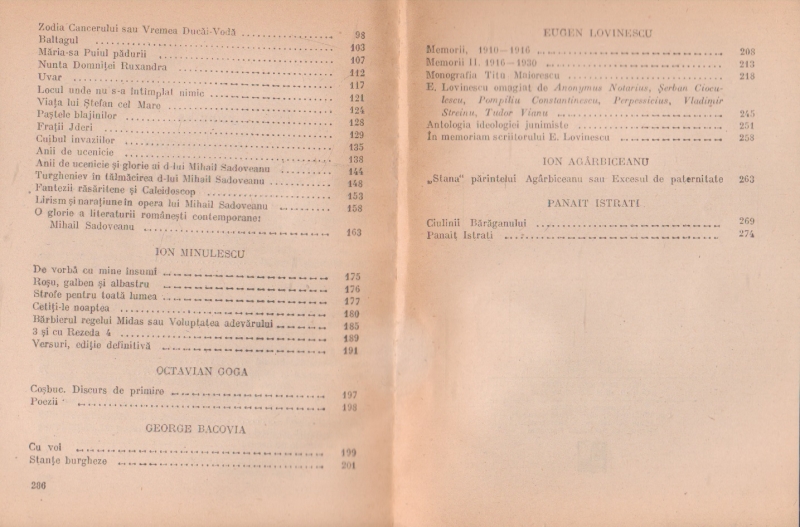 Zodia Cancerului sau Vremea Ducăi-Vodă 98
Baltagul 103
Măria-sa Puiul pădurii 107
Nunta Domniței Ruxandra 112
Uvar 117
Locul unde nu s-a întîmplat nimic 121
Viața lui Ștefan cel Mare 124
Paștele blajinilor 128
Frații Jderi 129
Cuibul invaziilor 135
Anii de ucenicie 138
Anii de ucenicie și glorie ai d-lui Mihail Sadoveanu 144
Turgheniev în tălmăcirea d-lui Mihail Sadoveanu 148
Fantezii răsăritene și Caleidoscop 153
Lirism și narațiune în opera lui Mihail Sadoveanu 158
O glorie a literaturii românești contemporane:
Mihail Sadoveanu 163
ION MINULESCU
De vorbă cu mine însumi 175
Roșu, galben și albastru 176
Strofe pentru toată lumea 177
Cetiți-le noaptea 180
Bărbierul regelui Midas sau Voluptatea adevărului 185
3 și cu Rezeda 4 189
Versuri, ediție definitivă 191
OCTAVIAN GOGA
Coșbuc. Discurs de primire 197
Poezii 198
GEORGE BACOVIA
Cu voi 199
Stanțe burgheze 201
286
EUGEN LOVINESCU
Memorii, 1910—1916 208
Memorii II, 1916—1930 213
Monografia Titu Maiorescu 218
E. Lovinescu omagiat de Anonymus Notarius, Șerban Ciocu-
lescu, Pompiliu Constantinescu, Perpessicius, Vladimir
Streinu, Tudor Vianu 245
Antologia ideologiei junimiste 251
În memoriam scriitorului E. Lovinescu 258
ION AGÂRBICEANU
„Stana" părintelui Agârbiceanu sau Excesul de paternitate 263
PANAIT ISTRATI
Ciulinii Bărăganului 269
Panait Istrati 274